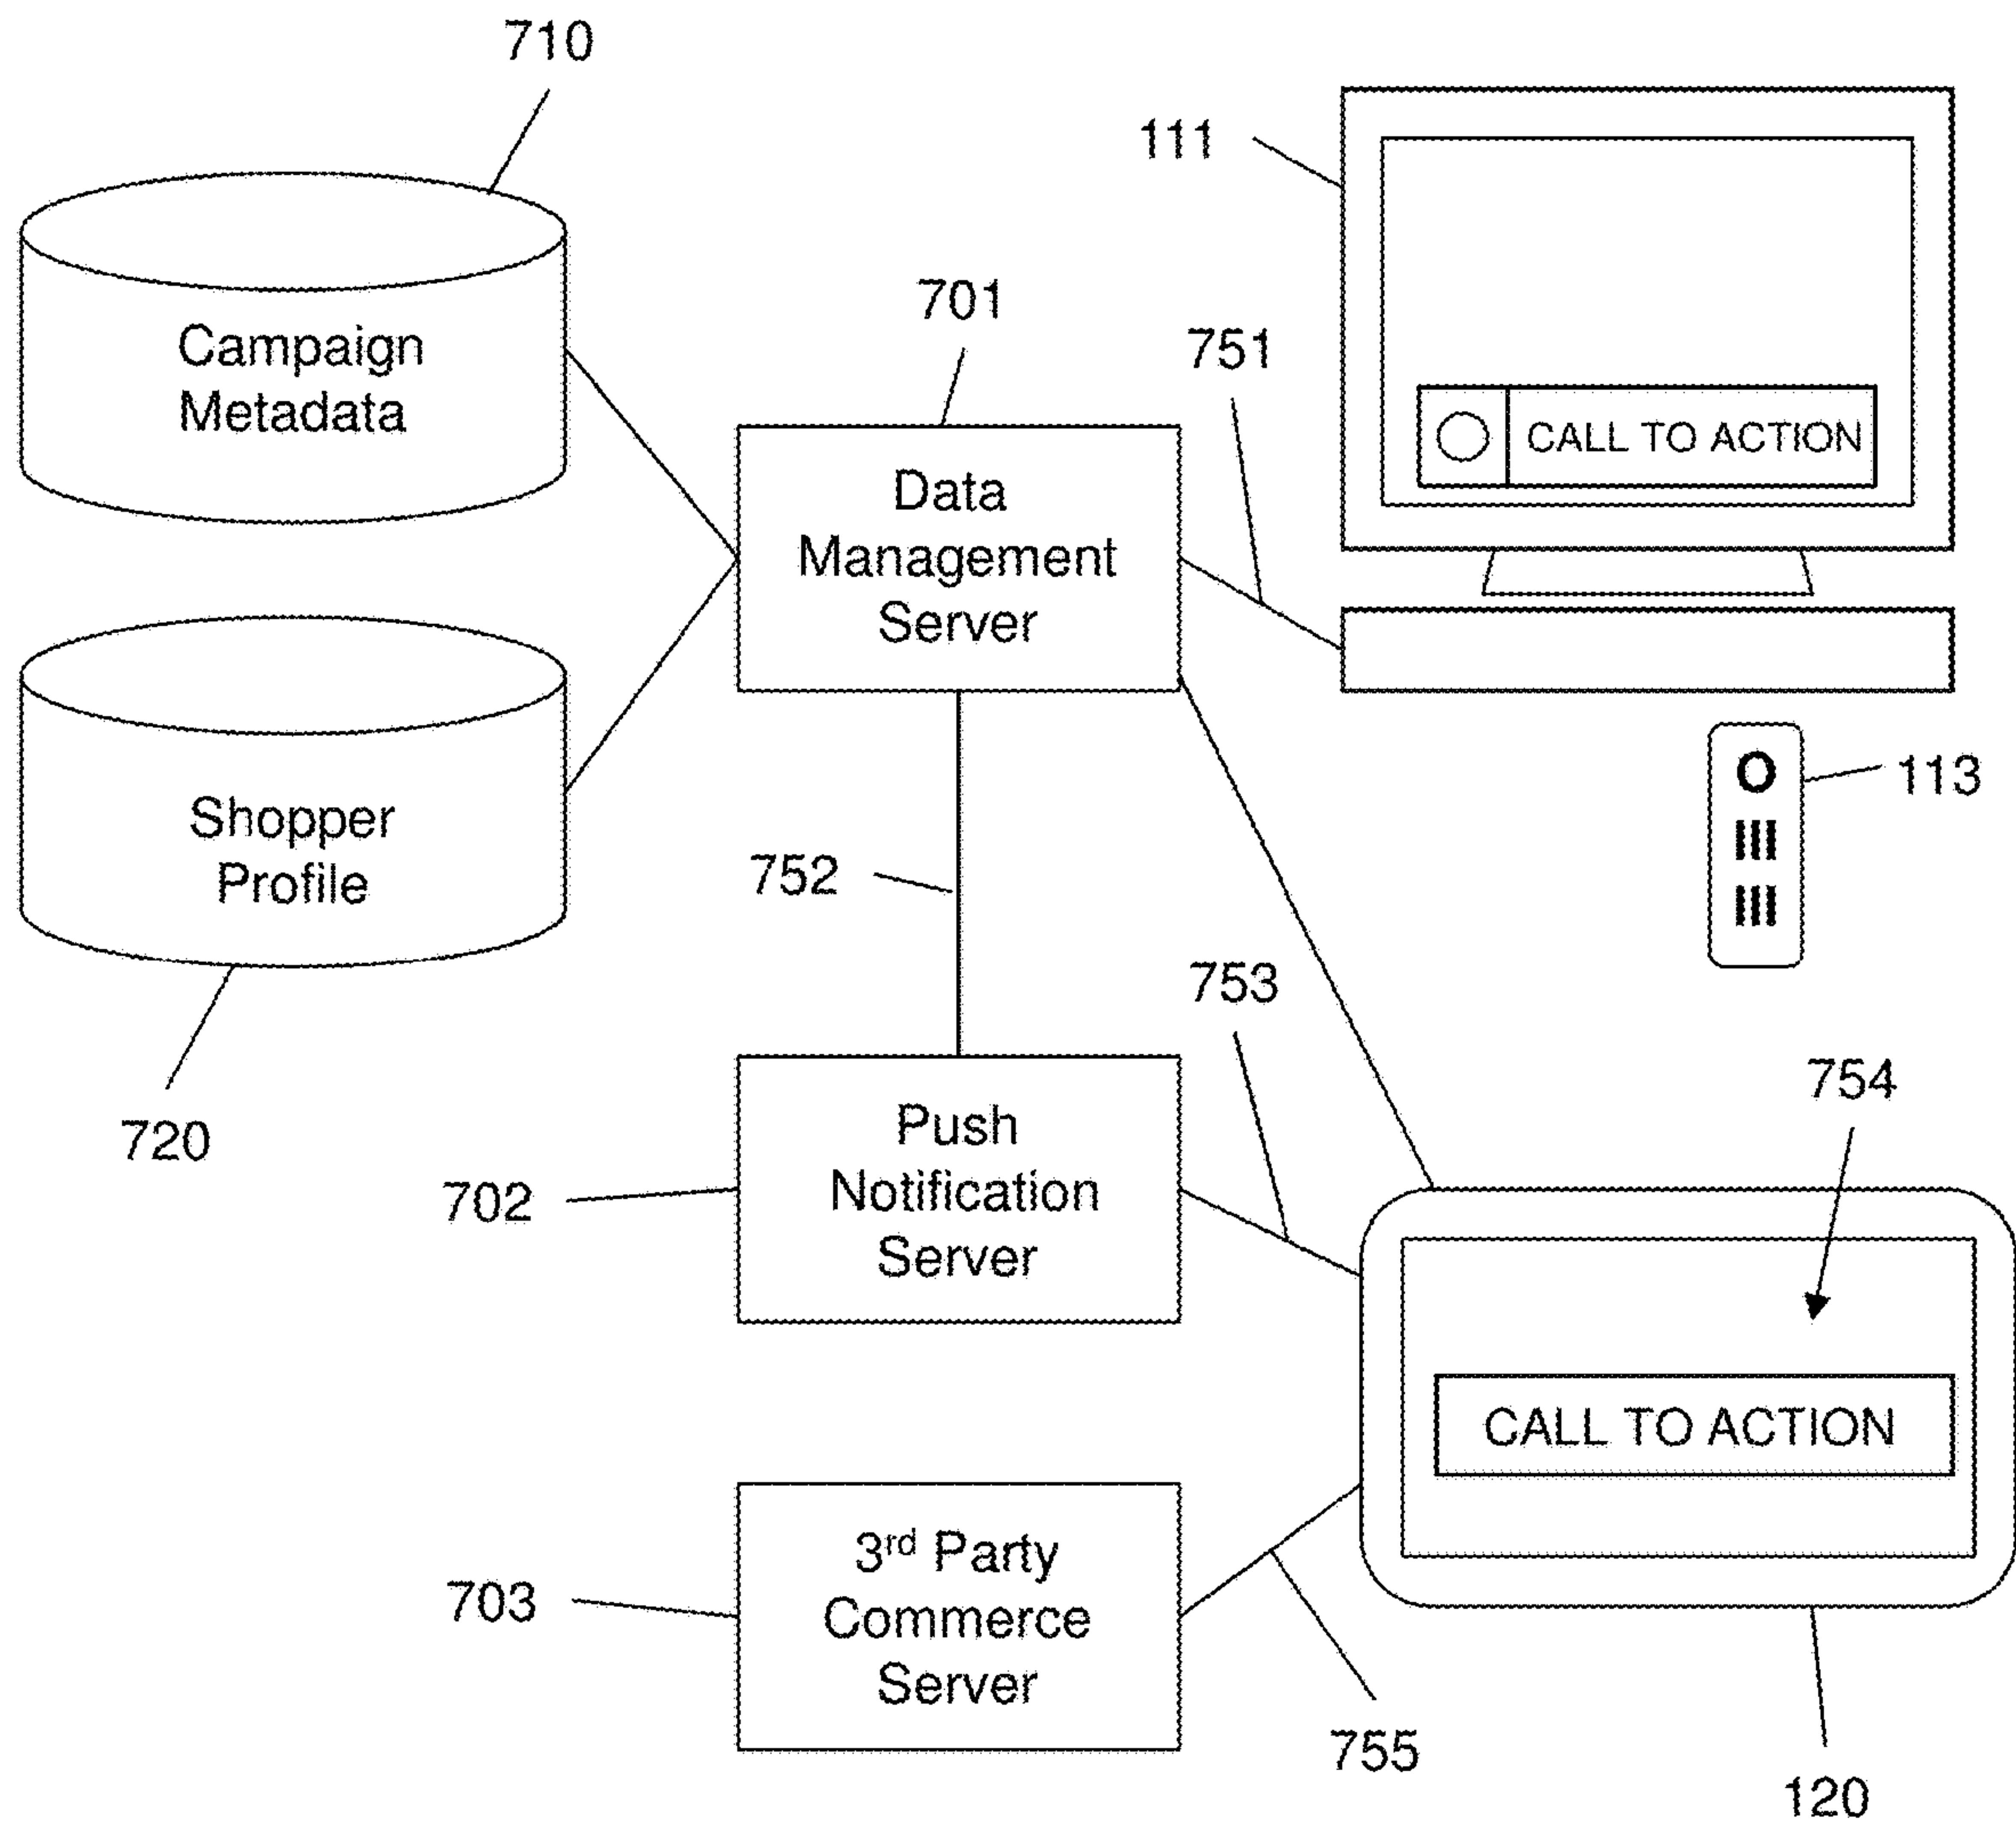 710
111
Campaign
Metadata
701
751
CALL TO ACTION
Data
Management
Server
113
Shopper
Profile
752
753
754
720
702
Push
Notification
Server
CALL TO ACTION
703
3rd Party
Commerce
Server
755
120